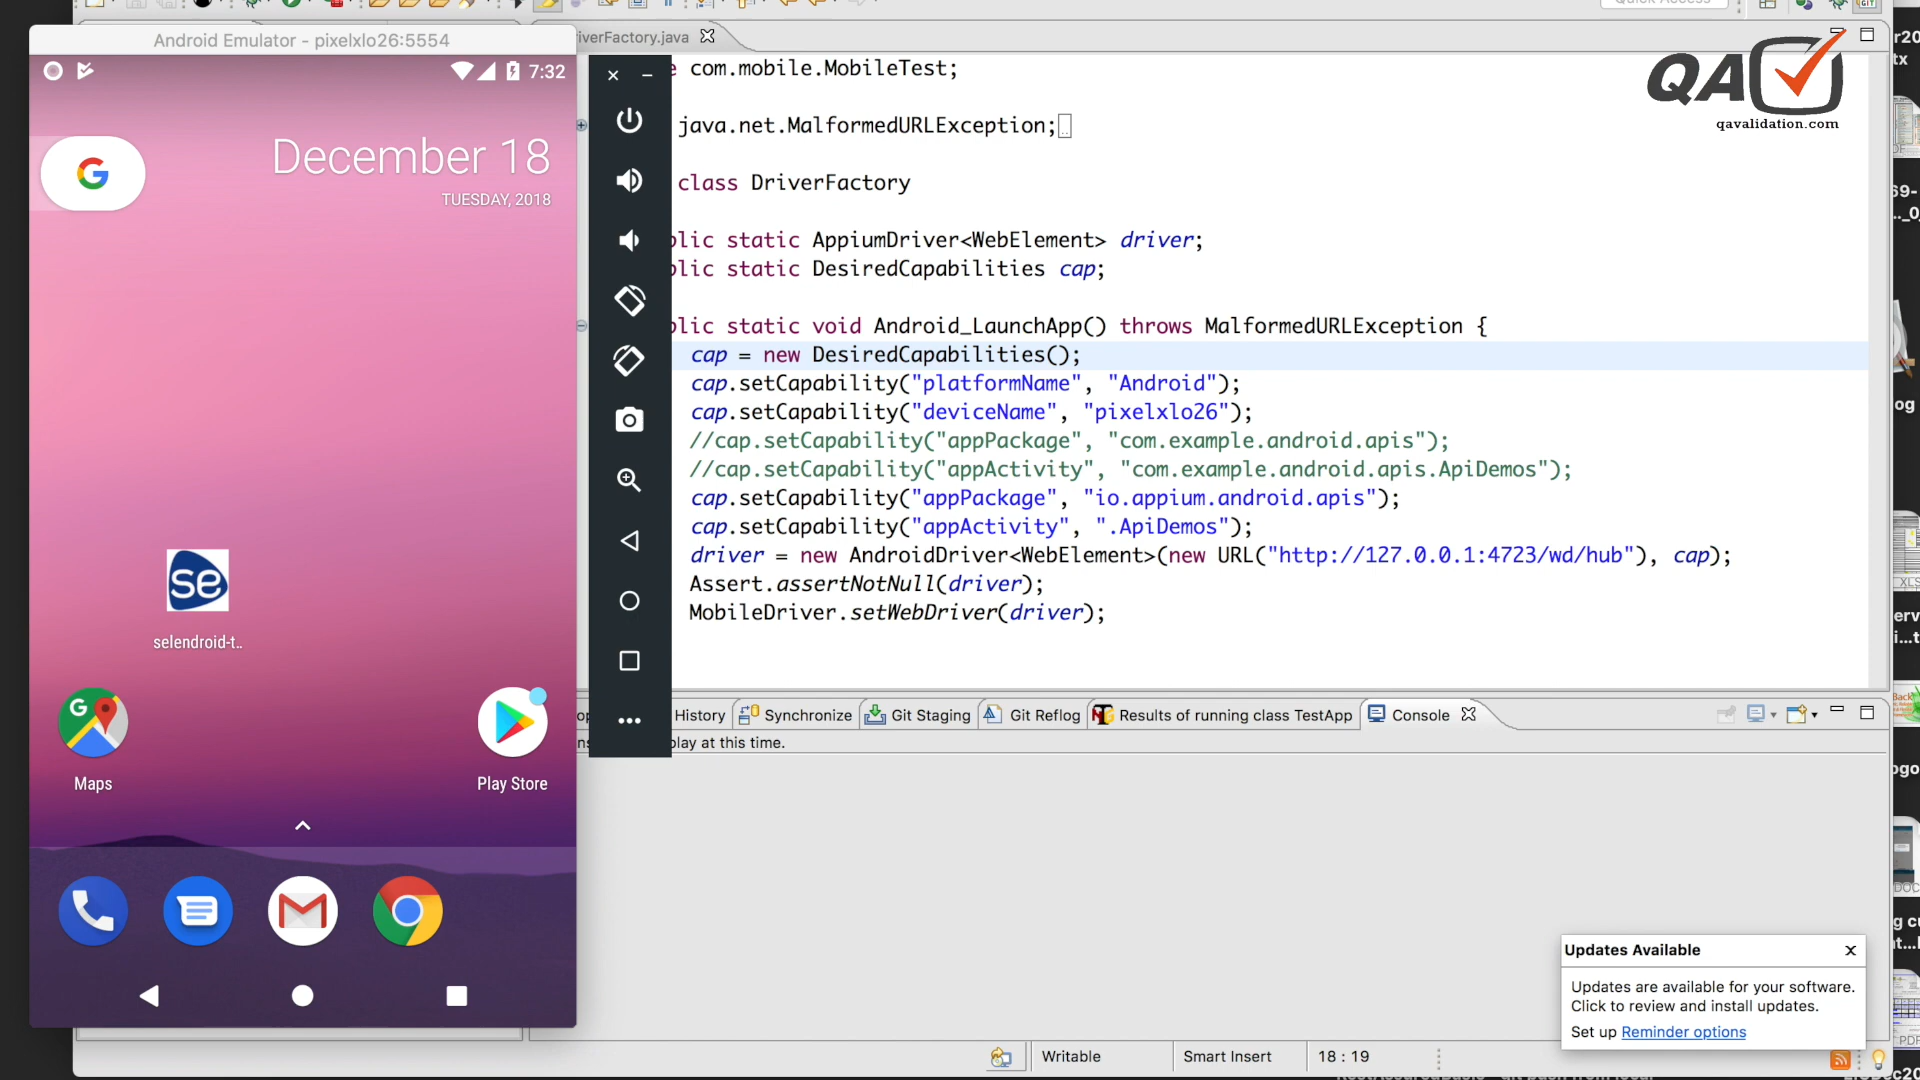 Quick Access
Android Emulator - pixelxlo26:5554
7:32
December 18
TUESDAY, 2018
G
se
selendroid-t..
Maps
Play Store
iverFactory.java
com.mobile.MobileTest;
java.net.MalformedURLException;
class DriverFactory
blic static AppiumDriver<WebElement> driver;
blic static DesiredCapabilities cap;
blic static void Android_LaunchApp() throws MalformedURLException {
cap = new DesiredCapabilities();
cap.setCapability("platformName", "Android");
cap.setCapability("deviceName", "pixelxlo26");
//cap.setCapability("appPackage", "com.example.android.apis");
//cap.setCapability("appActivity", "com.example.android.apis.ApiDemos");
cap.setCapability("appPackage", "io.appium.android.apis");
cap.setCapability("appActivity", ".ApiDemos");
driver = new AndroidDriver<WebElement>(new URL("http://127.0.0.1:4723/wd/hub"), cap);
Assert.assertNotNull(driver);
MobileDriver.setWebDriver(driver);
QA
qavalidation.com
History
Synchronize
Git Staging
Git Reflog
Results of running class TestApp
Console
play at this time.
Updates Available
Updates are available for your software.
Click to review and install updates.
Set up Reminder options
Writable
Smart Insert
18 : 19